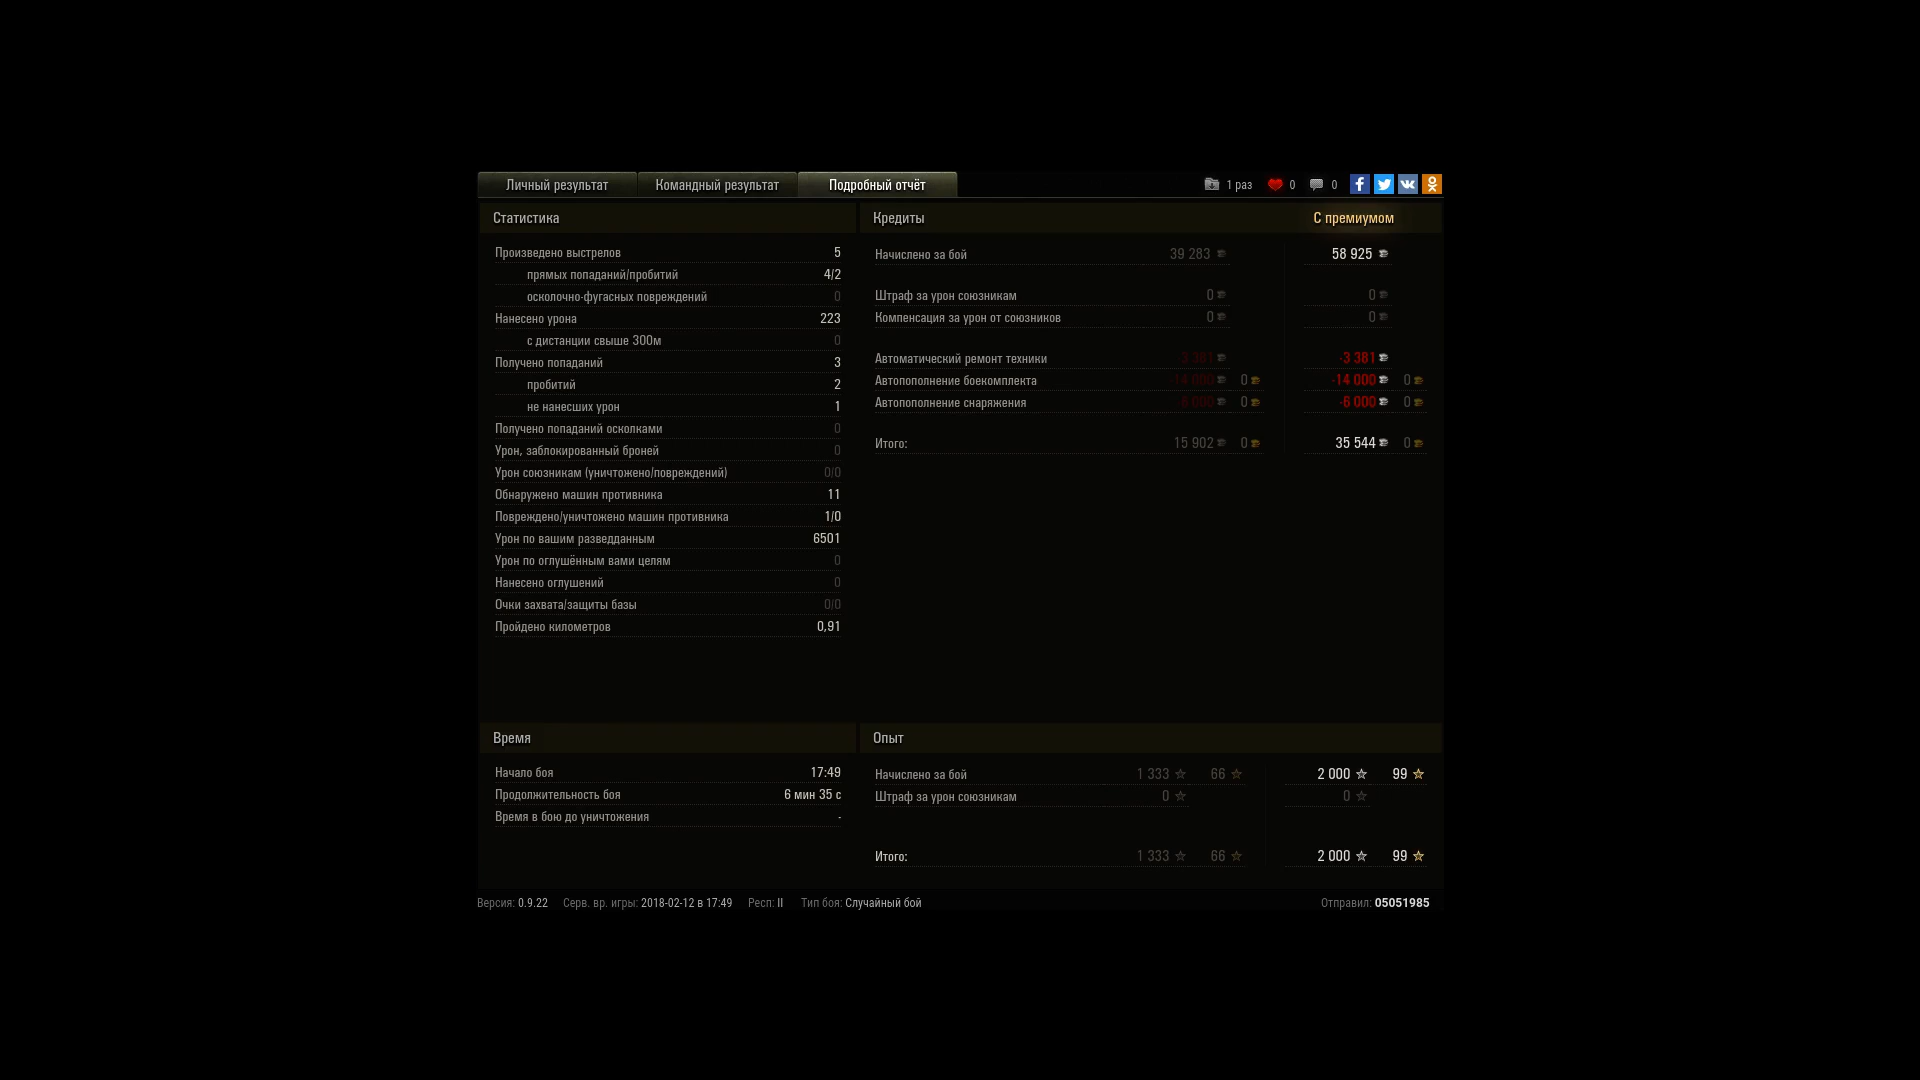 Личный результат Командный результат Подробный отчёт 1 раз 0 0
Статистика
Произведено выстрелов 5
прямых попаданий/пробитий 4/2
осколочно-фугасных повреждений 0
Нанесено урона 223
с дистанции свыше 300м 0
Получено попаданий 3
пробитий 2
не нанесших урон 1
Получено попаданий осколками 0
Урон, заблокированный броней 0
Урон союзникам (уничтожено/повреждений) 0/0
Обнаружено машин противника 11
Повреждено/уничтожено машин противника 1/0
Урон по вашим разведданным 6501
Урон по оглушённым вами целям 0
Нанесено оглушений 0
Очки захвата/защиты базы 0/0
Пройдено километров 0,91
Кредиты С премиумом
Начислено за бой 39 283 58 925
Штраф за урон союзникам 0 0
Компенсация за урон от союзников 0 0
Автоматический ремонт техники -3 381 -3 381
Автопополнение боекомплекта -14 000 0 -14 000 0
Автопополнение снаряжения -6 000 0 -6 000 0
Итого: 15 902 0 35 544 0
Время
Начало боя 17:49
Продолжительность боя 6 мин 35 с
Время в бою до уничтожения -
Опыт
Начислено за бой 1 333 66 2 000 99
Штраф за урон союзникам 0 0
Итого: 1 333 66 2 000 99
Версия: 0.9.22 Серв. вр. игры: 2018-02-12 в 17:49 Респ: II Тип боя: Случайный бой Отправил: 05051985